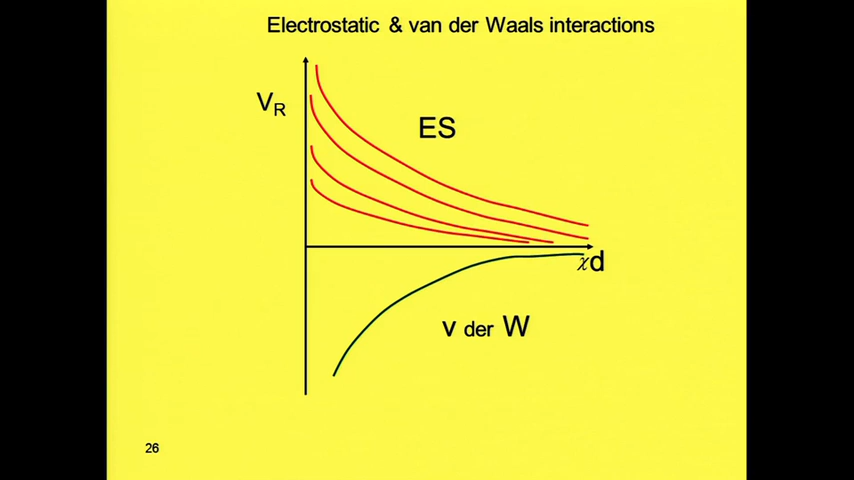 Electrostatic & van der Waals interactions
VR
ES
χd
v der W
26